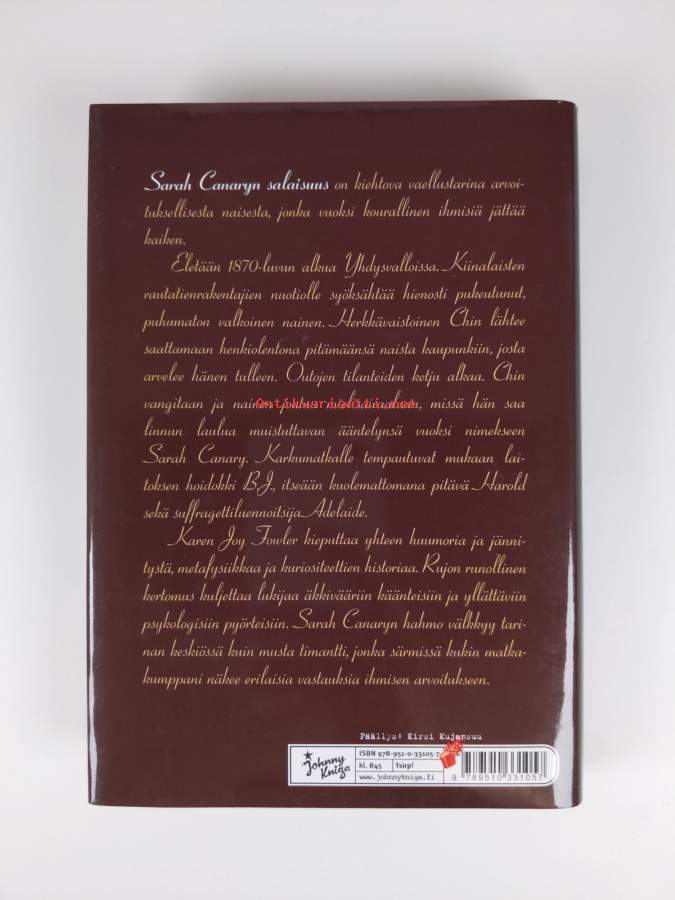 Sarah Canaryn salaisuus on kiehtova vaellustarina arvoi-
tuksellisesta naisesta, jonka vuoksi kourallinen ihmisiä jättää
kaiken.
Eletään 1870-luvun alkua Yhdysvalloissa. Kiinalaisten
rautatienrakentajien nuotiolle syöksähtää hienosti pukeutunut,
puhumaton valkoinen nainen. Herkkävaistoinen Chin lähtee
saattamaan henkiolentona pitämäänsä naista kaupunkiin, josta
arvelee hänen tulleen. Outojen tilanteiden ketju alkaa. Chin
vangitaan ja nainen missä hän saa
Antikvariaatti.net
linnun laulua muistuttavan ääntelynsä vuoksi nimekseen
Sarah Canary. Karkumatkalle tempautuvat mukaan lai-
toksen hoidokki B.J., itseään kuolemattomana pitävä Harold
sekä suffragettiluennoitsija Adelaide.
Karen Joy Fowler kieputtaa yhteen huumoria ja jänni-
tystä, metafysiikkaa ja kuriositeettien historiaa. Rujon runollinen
kertomus kuljettaa lukijaa äkkivääriin käänteisiin ja yllättäviin
psykologisiin pyörteisiin. Sarah Canaryn hahmo välkkyy tari-
nan keskiössä kuin musta timantti, jonka särmissä kukin matka-
kumppani näkee erilaisia vastauksia ihmisen arvoitukseen.
Päällys: Kirsi Kujansuu
Johnny Kniga
ISBN 978-951-0-33105-7
kl. 845 Tsirp!
www.johnnykniga.fi
9 789510 331057